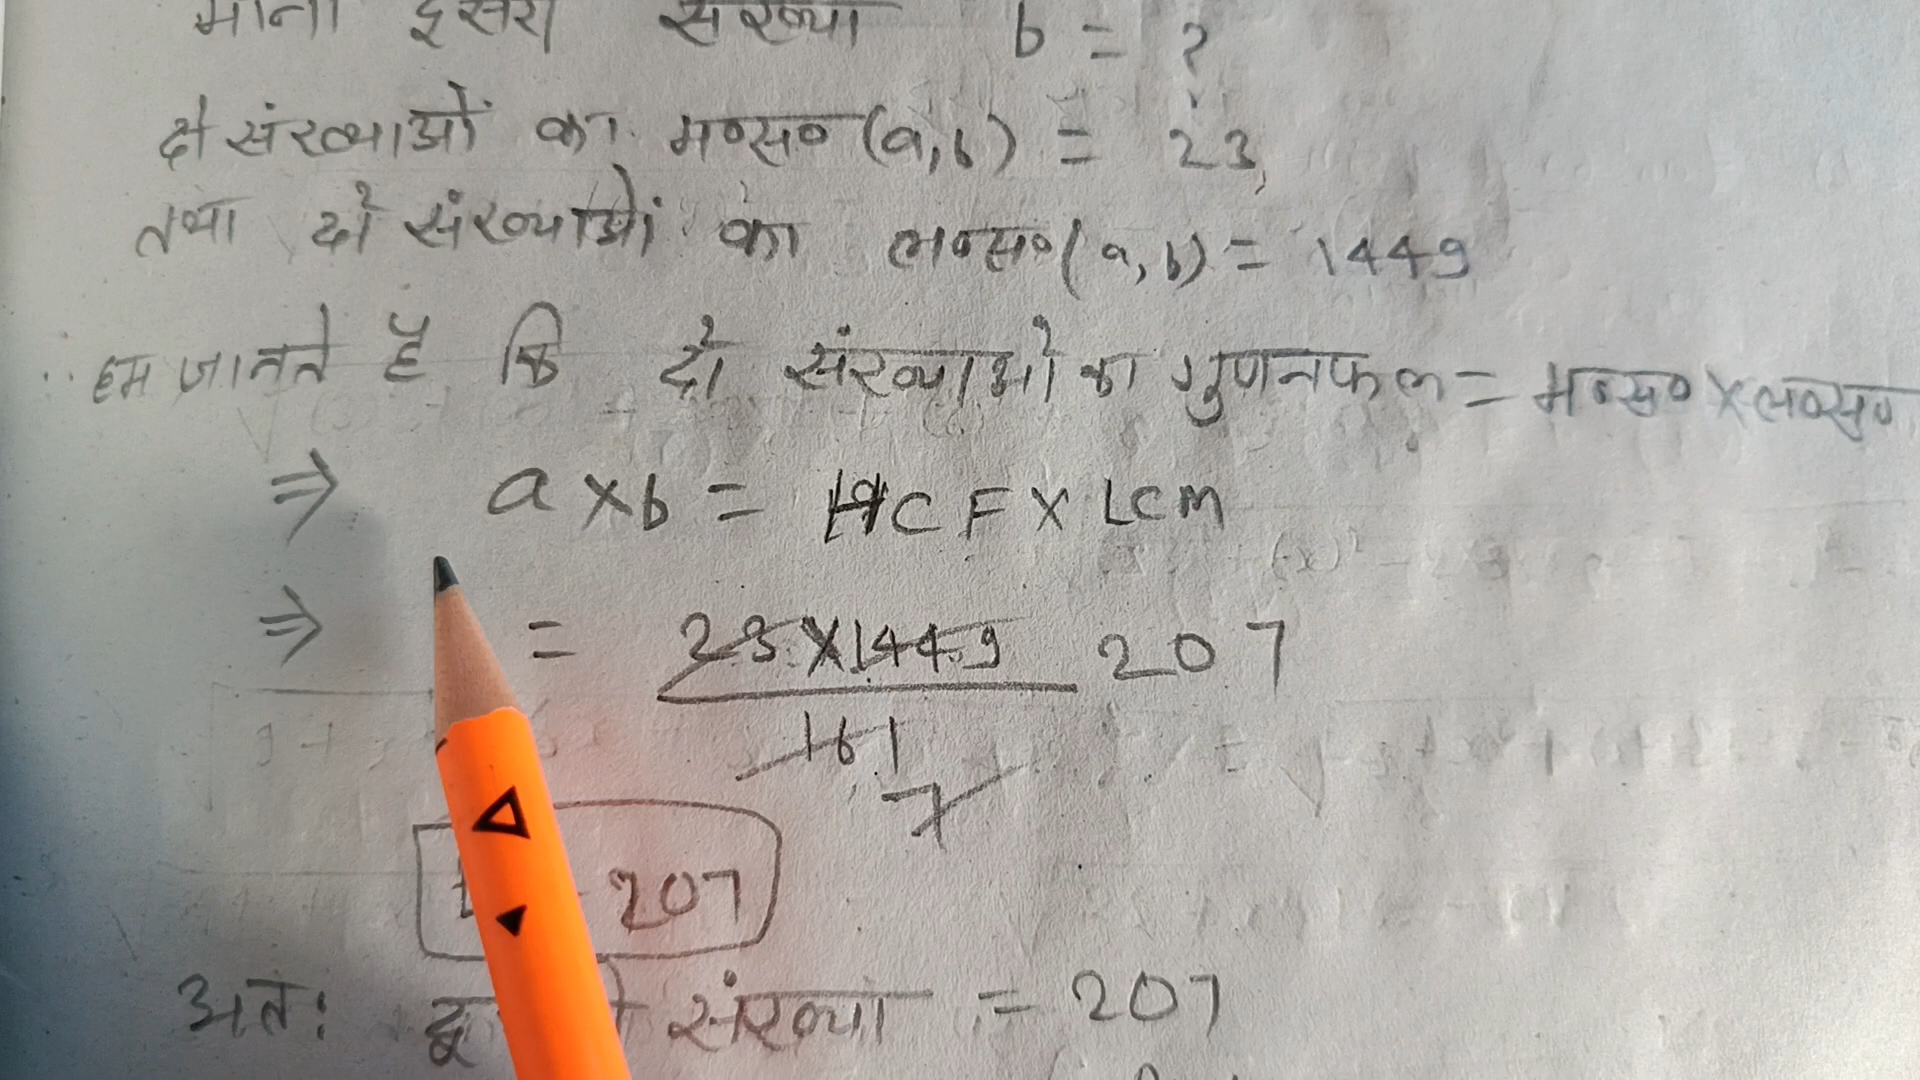 माना दूसरी संख्या b = ?
दो संख्याओं का म०स० (a,b) = 23,
तथा दो संख्याओं का ल०स० (a,b) = 1449
∴ हम जानते हैं कि दो संख्याओं का गुणनफल = म०स० × ल०स०
⇒ a × b = HCF × LCM
⇒ = 23 × 1449 207
161
7
207
अतः संख्या = 207